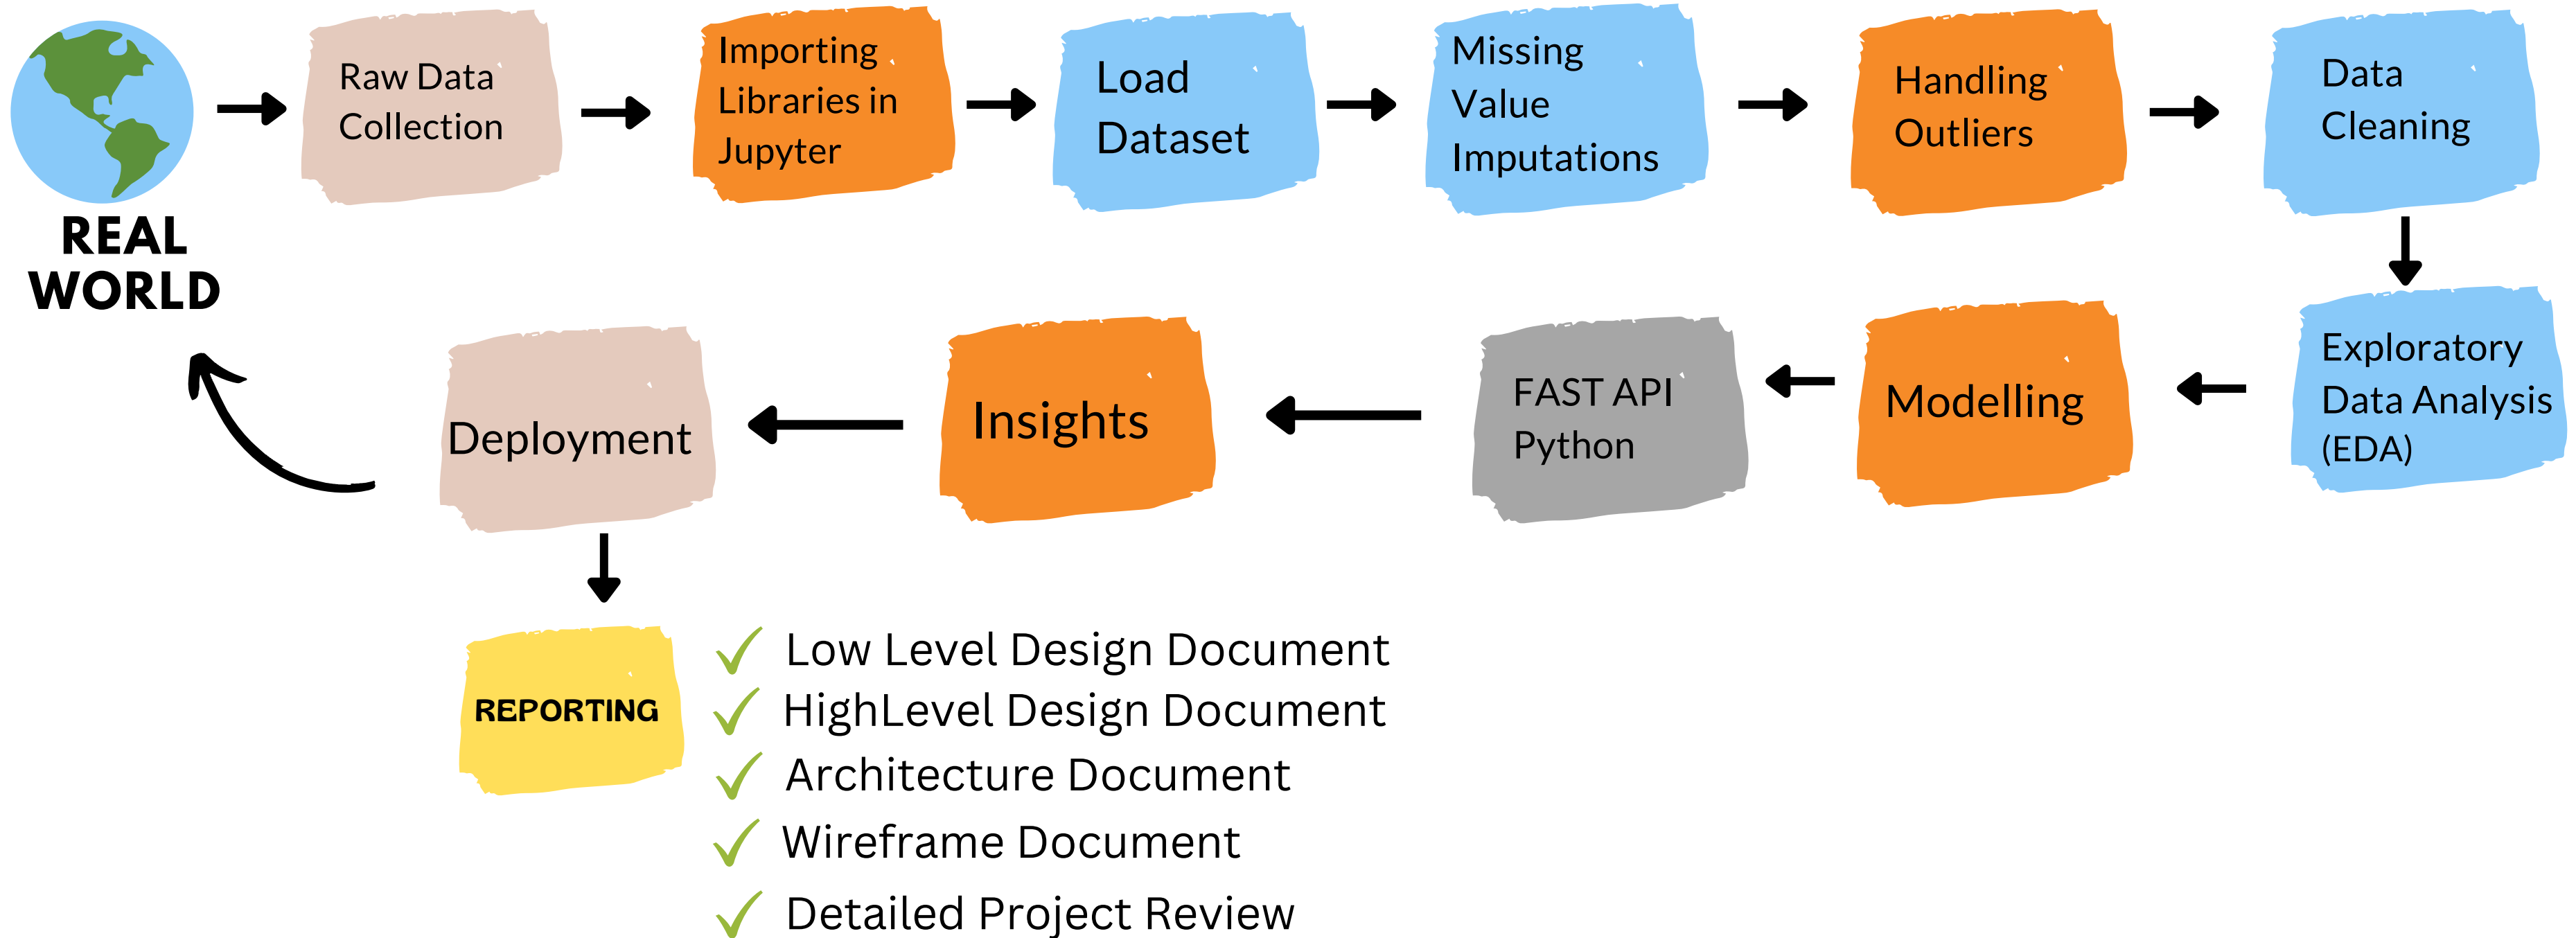 REAL
WORLD
Raw Data
Collection
Importing
Libraries in
Jupyter
Load
Dataset
Missing
Value
Imputations
Handling
Outliers
Data
Cleaning
Exploratory
Data Analysis
(EDA)
Modelling
FAST API
Python
Insights
Deployment
REPORTING
Low Level Design Document
HighLevel Design Document
Architecture Document
Wireframe Document
Detailed Project Review